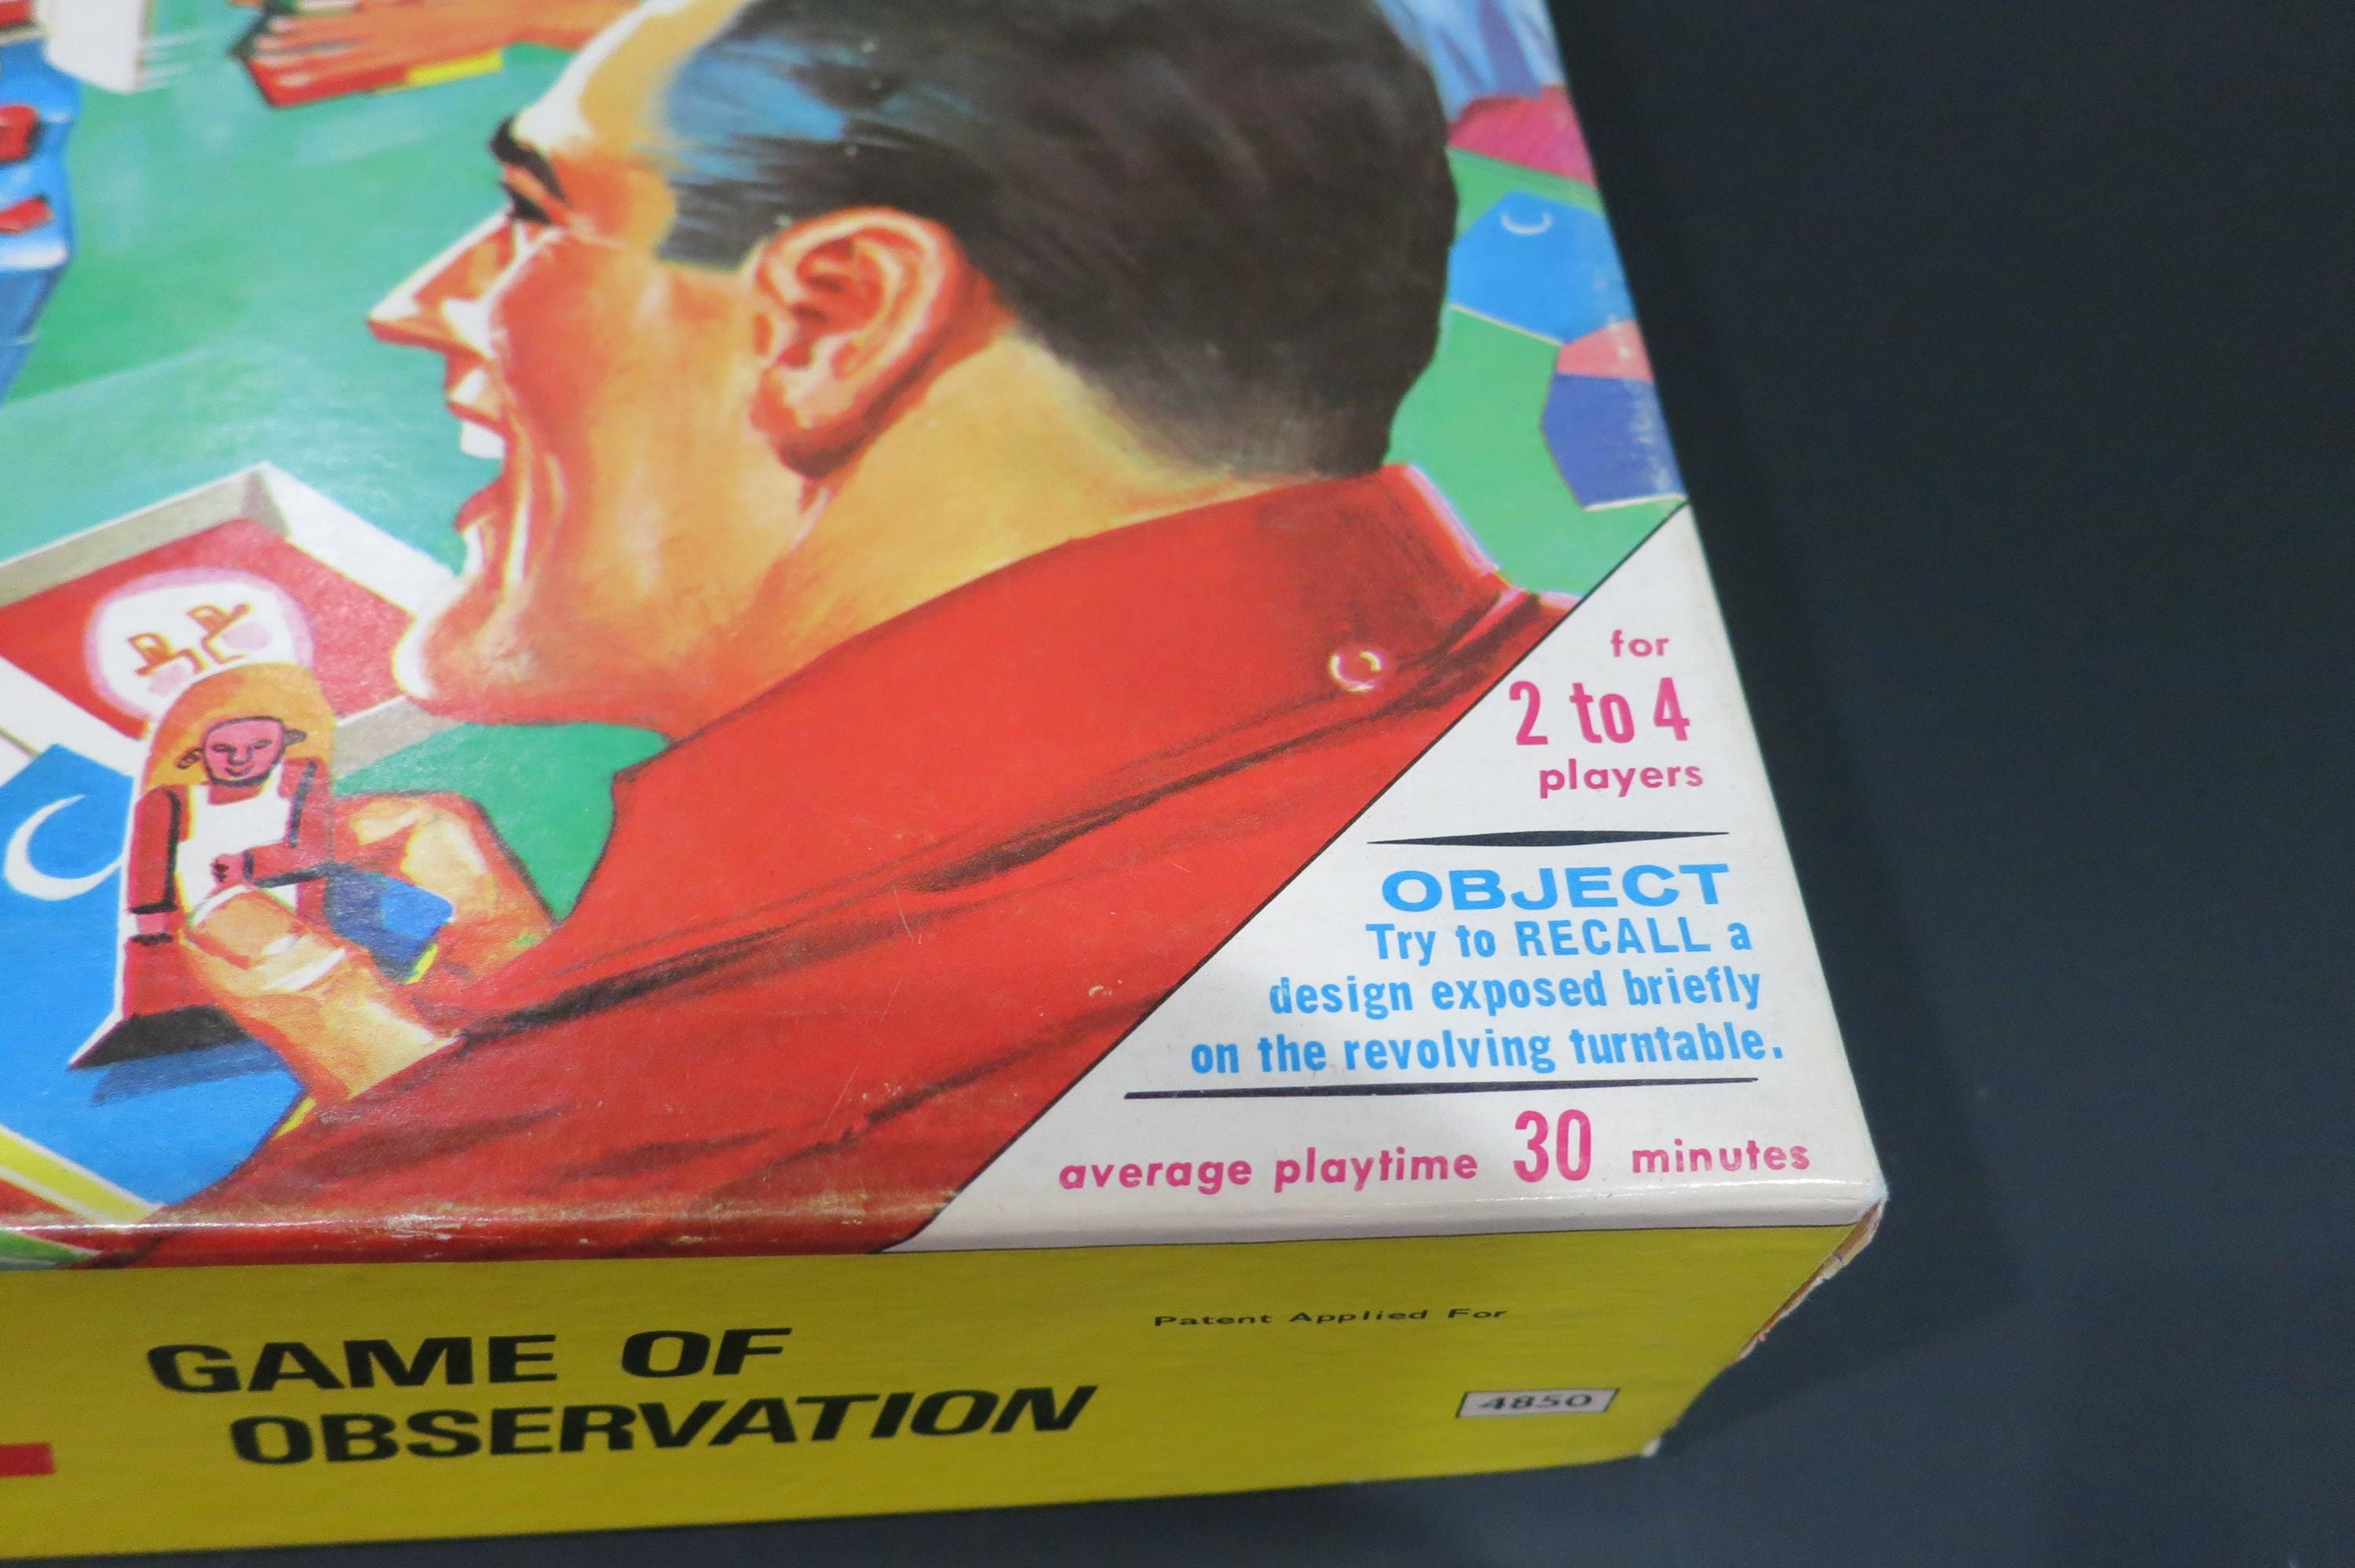 for
2 to 4
players
OBJECT
Try to RECALL a
design exposed briefly
on the revolving turntable.
average playtime 30 minutes
Patent Applied For
GAME OF
OBSERVATION
4850